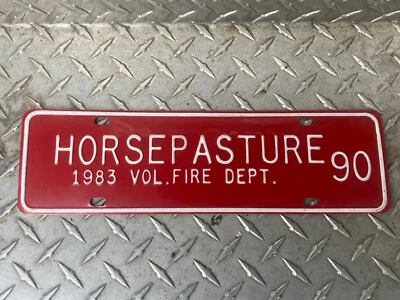 HORSEPASTURE 90
1983 VOL. FIRE DEPT.